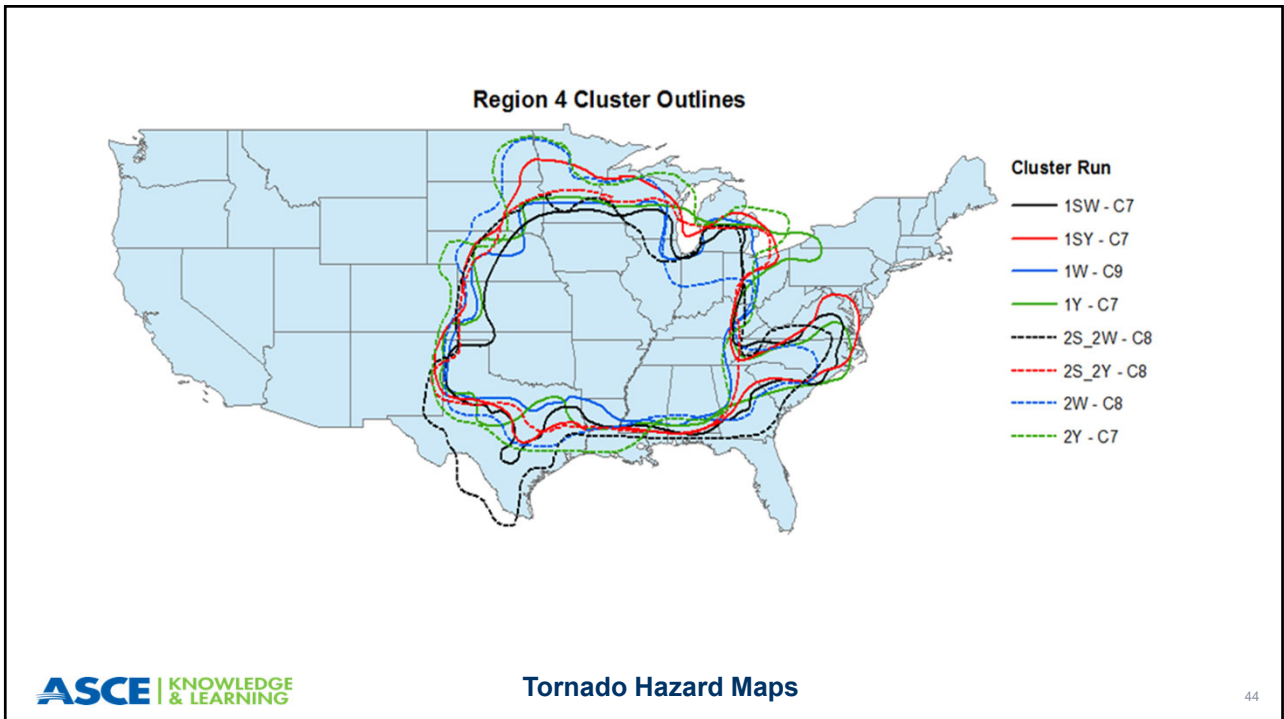 Region 4 Cluster Outlines
Cluster Run
1SW - C7
1SY - C7
1W - C9
1Y - C7
2S_2W - C8
2S_2Y - C8
2W - C8
2Y - C7
ASCE | KNOWLEDGE
& LEARNING
Tornado Hazard Maps
44